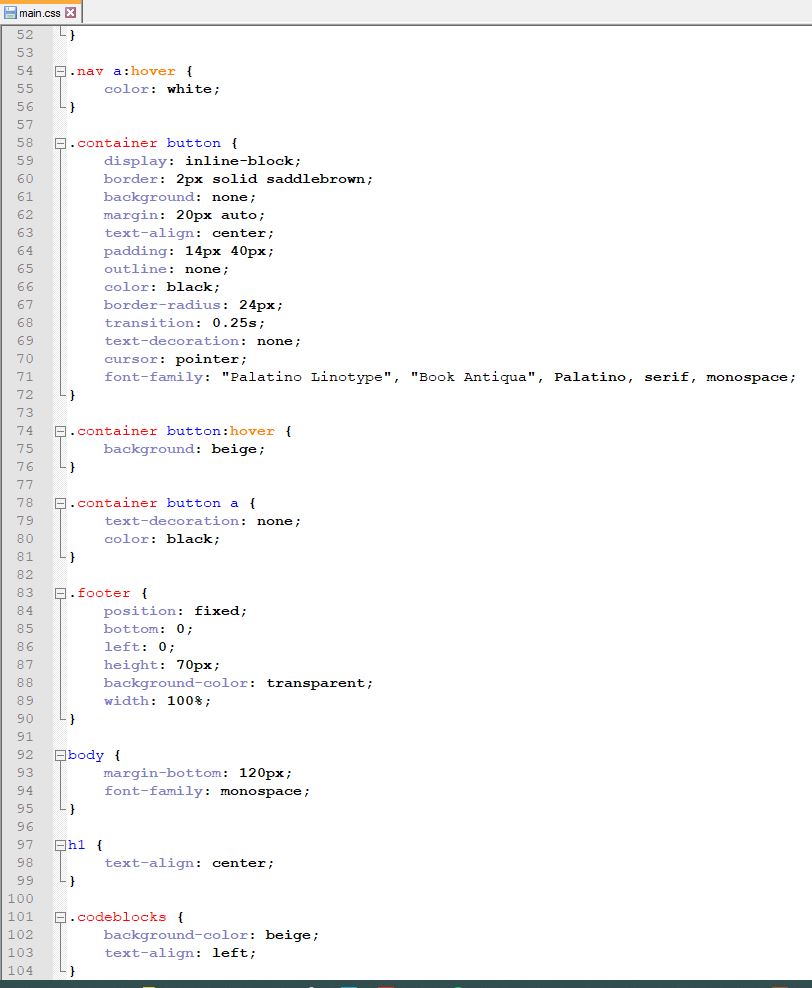 main.css
52 }
53
54 .nav a:hover {
55 color: white;
56 }
57
58 .container button {
59 display: inline-block;
60 border: 2px solid saddlebrown;
61 background: none;
62 margin: 20px auto;
63 text-align: center;
64 padding: 14px 40px;
65 outline: none;
66 color: black;
67 border-radius: 24px;
68 transition: 0.25s;
69 text-decoration: none;
70 cursor: pointer;
71 font-family: "Palatino Linotype", "Book Antiqua", Palatino, serif, monospace;
72 }
73
74 .container button:hover {
75 background: beige;
76 }
77
78 .container button a {
79 text-decoration: none;
80 color: black;
81 }
82
83 .footer {
84 position: fixed;
85 bottom: 0;
86 left: 0;
87 height: 70px;
88 background-color: transparent;
89 width: 100%;
90 }
91
92 body {
93 margin-bottom: 120px;
94 font-family: monospace;
95 }
96
97 h1 {
98 text-align: center;
99 }
100
101 .codeblocks {
102 background-color: beige;
103 text-align: left;
104 }